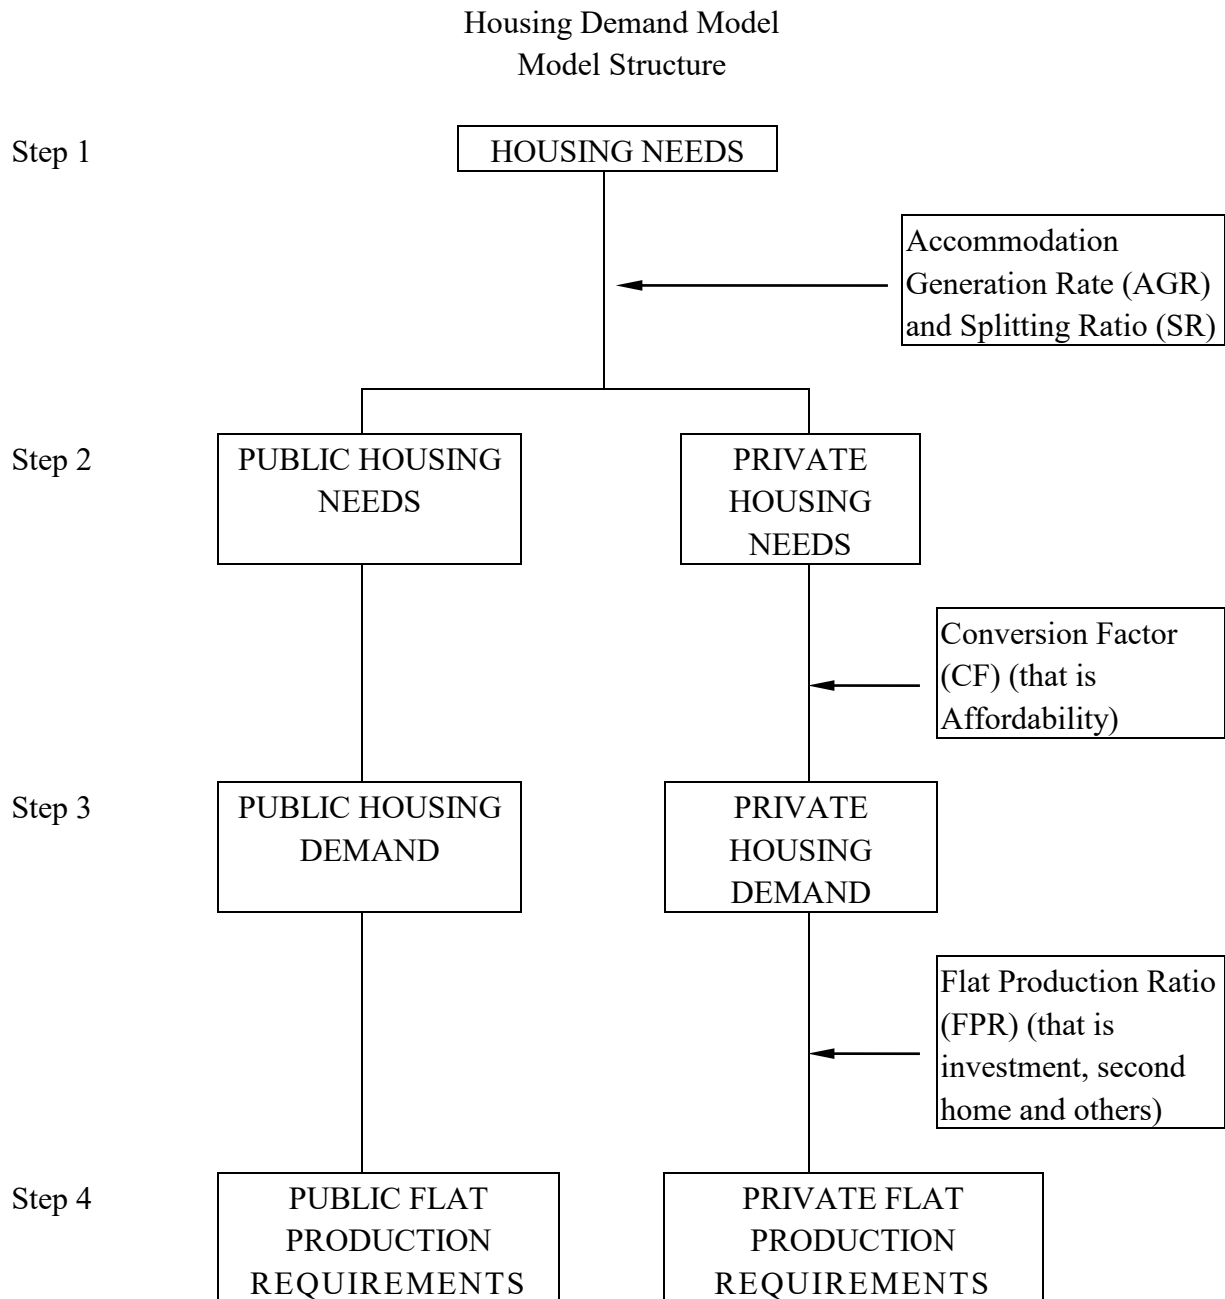 Housing Demand Model
Model Structure
Step 1
HOUSING NEEDS
Accommodation
Generation Rate (AGR)
and Splitting Ratio (SR)
Step 2
PUBLIC HOUSING
NEEDS
PRIVATE
HOUSING
NEEDS
Conversion Factor
(CF) (that is
Affordability)
Step 3
PUBLIC HOUSING
DEMAND
PRIVATE
HOUSING
DEMAND
Flat Production Ratio
(FPR) (that is
investment, second
home and others)
Step 4
PUBLIC FLAT
PRODUCTION
REQUIREMENTS
PRIVATE FLAT
PRODUCTION
REQUIREMENTS